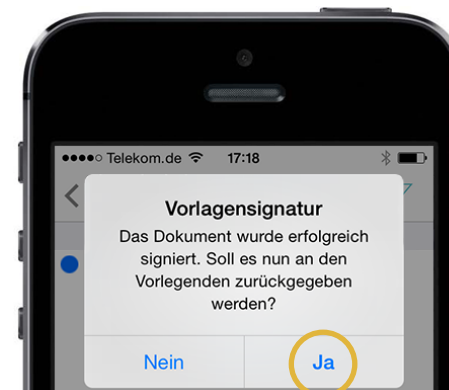 Telekom.de 17:18
Vorlagensignatur
Das Dokument wurde erfolgreich
signiert. Soll es nun an den
Vorlegenden zurückgegeben
werden?
Nein Ja